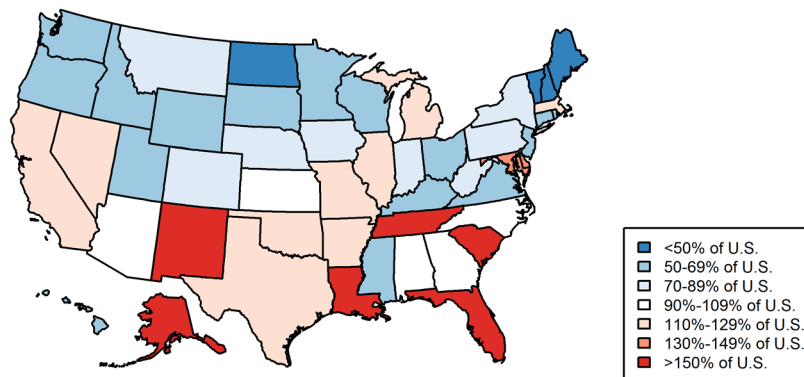 <50% of U.S.
50-69% of U.S.
70-89% of U.S.
90%-109% of U.S.
110%-129% of U.S.
130%-149% of U.S.
>150% of U.S.